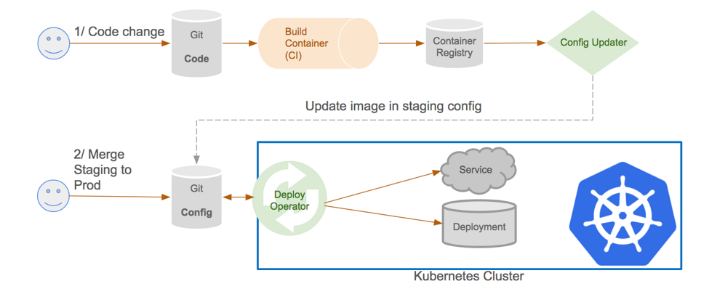 1/ Code change
Git
Code
Build
Container
(CI)
Container
Registry
Config Updater
Update image in staging config
2/ Merge
Staging to
Prod
Git
Config
Deploy
Operator
Service
Deployment
Kubernetes Cluster